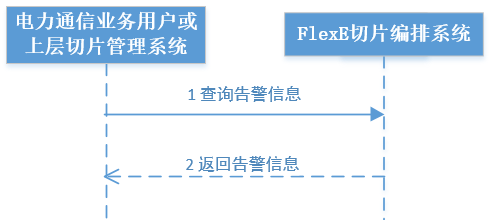 电力通信业务用户或
上层切片管理系统
FlexE切片编排系统
1 查询告警信息
2 返回告警信息